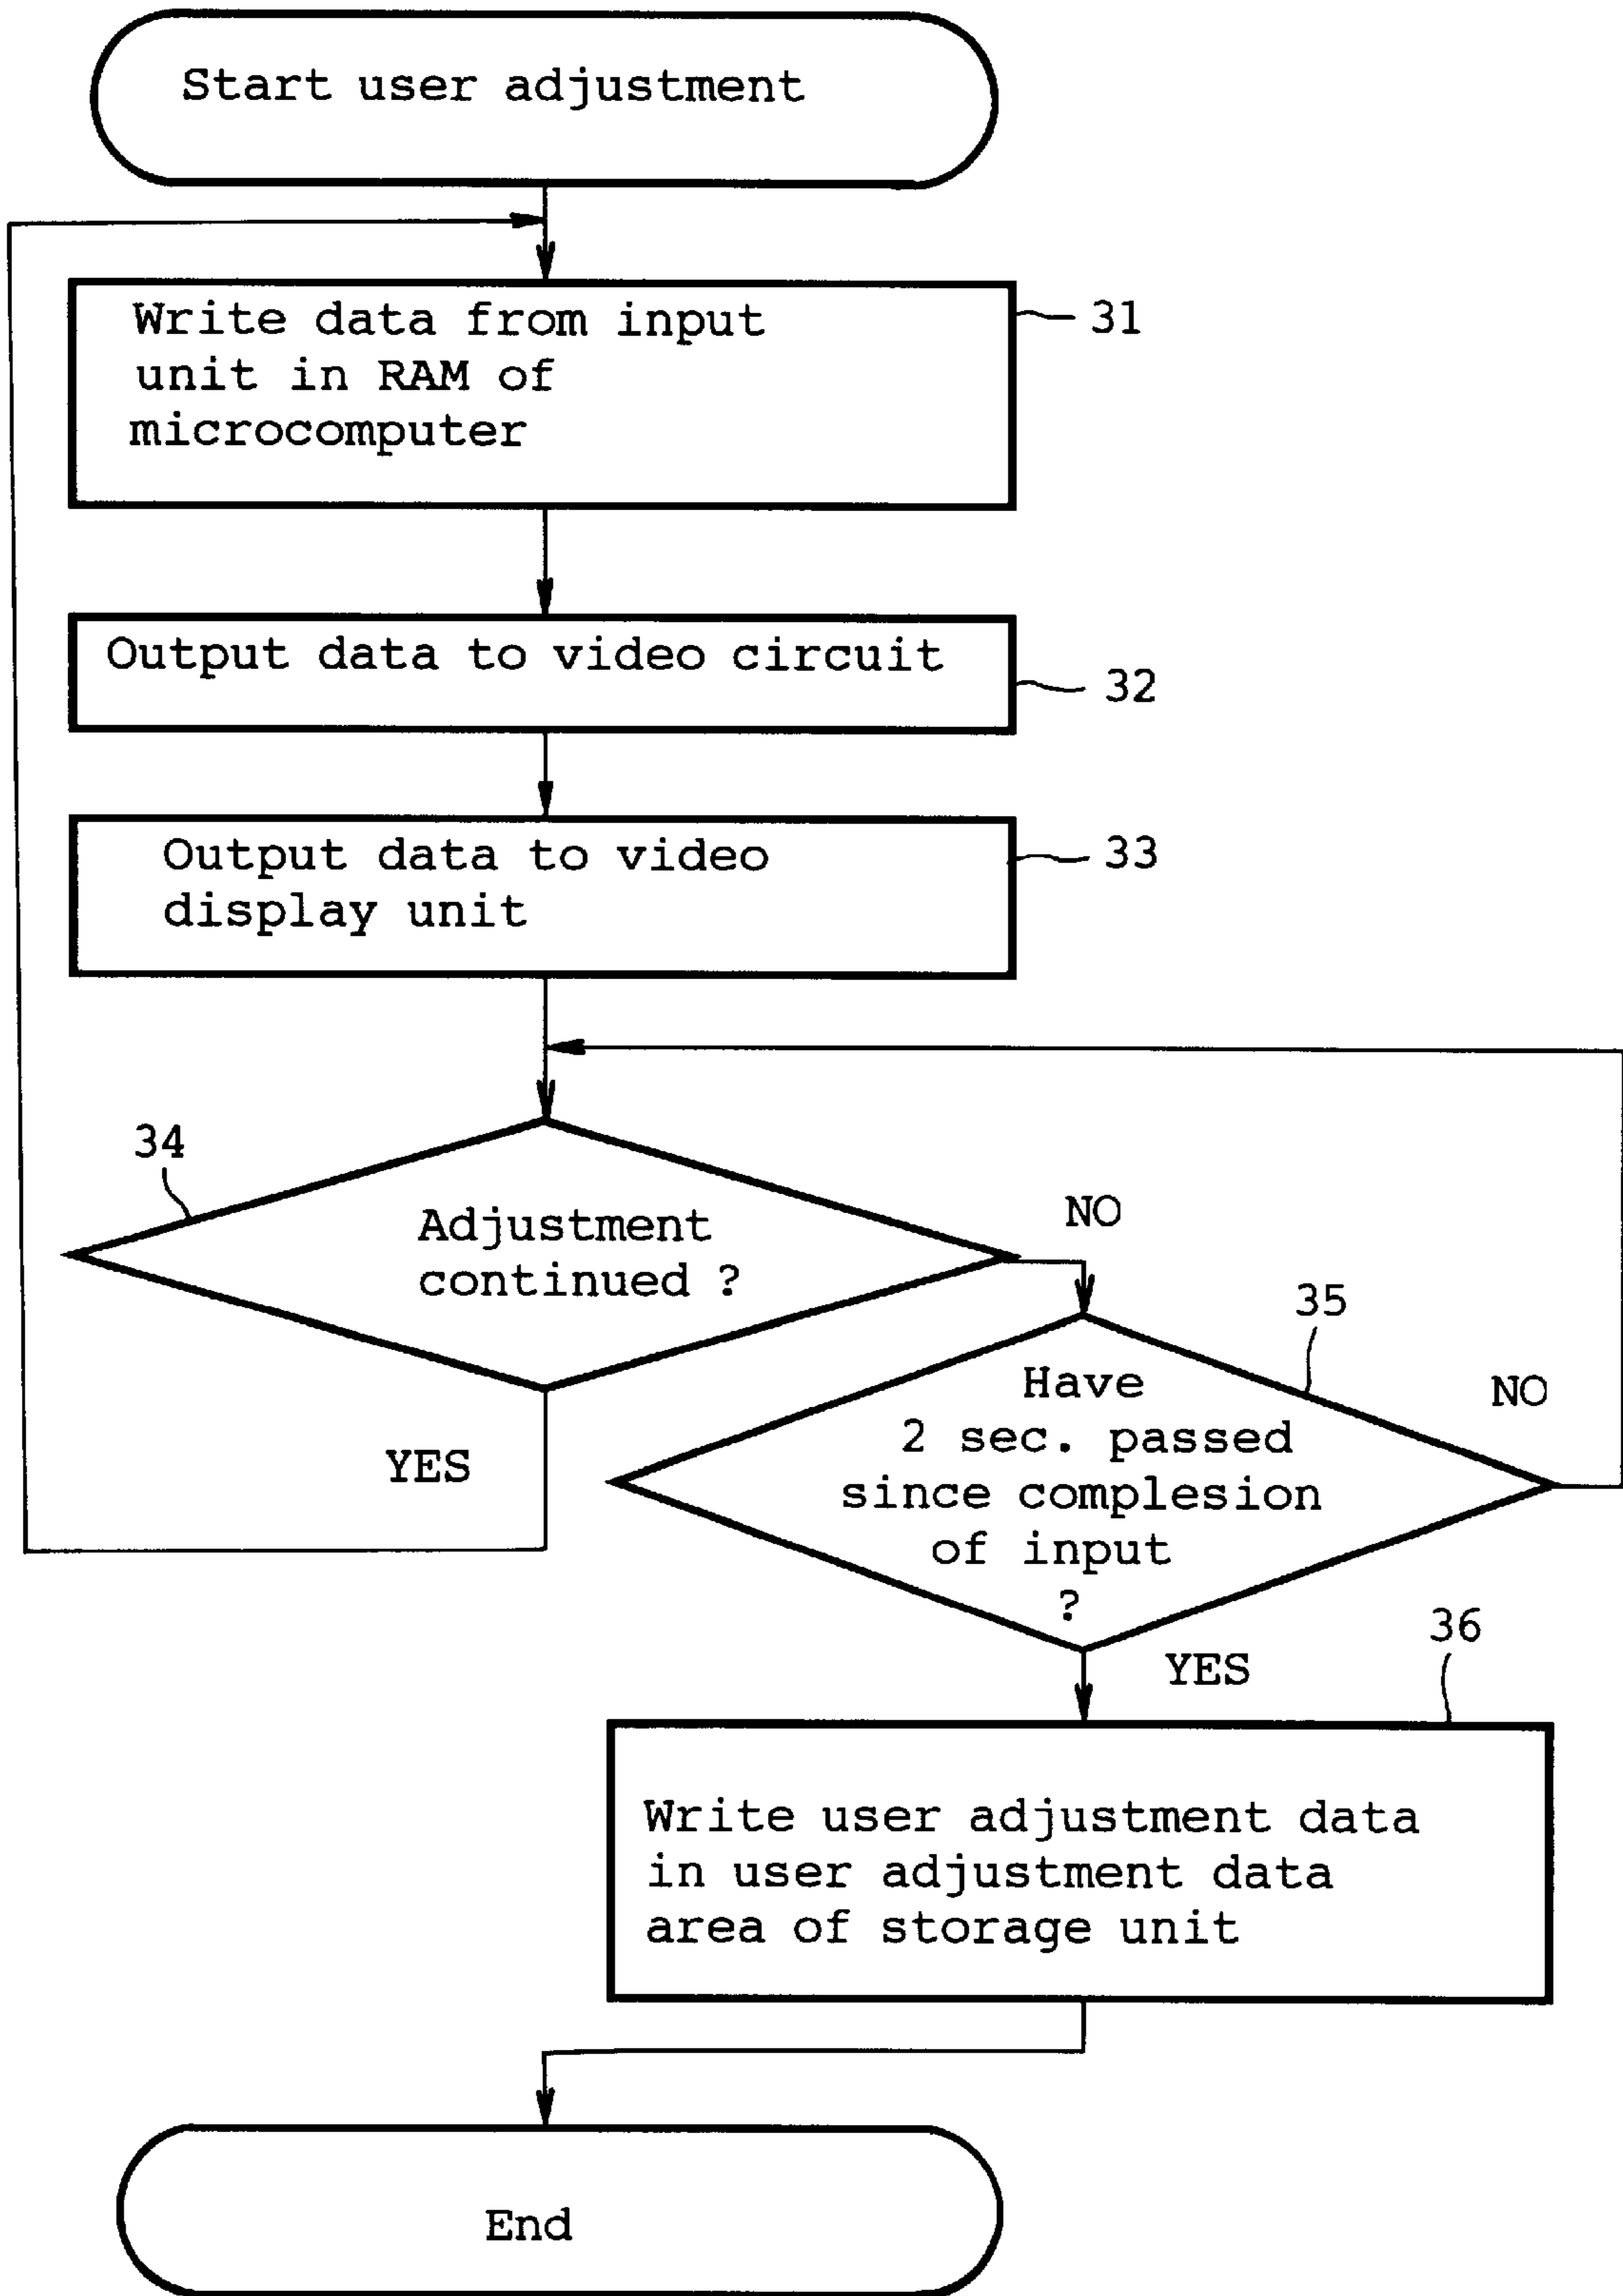 Start user adjustment
Write data from input
unit in RAM of
microcomputer
31
Output data to video circuit
32
Output data to video
display unit
33
34
Adjustment
continued ?
NO
YES
35
Have
2 sec. passed
since complesion
of input
?
NO
YES
36
Write user adjustment data
in user adjustment data
area of storage unit
End